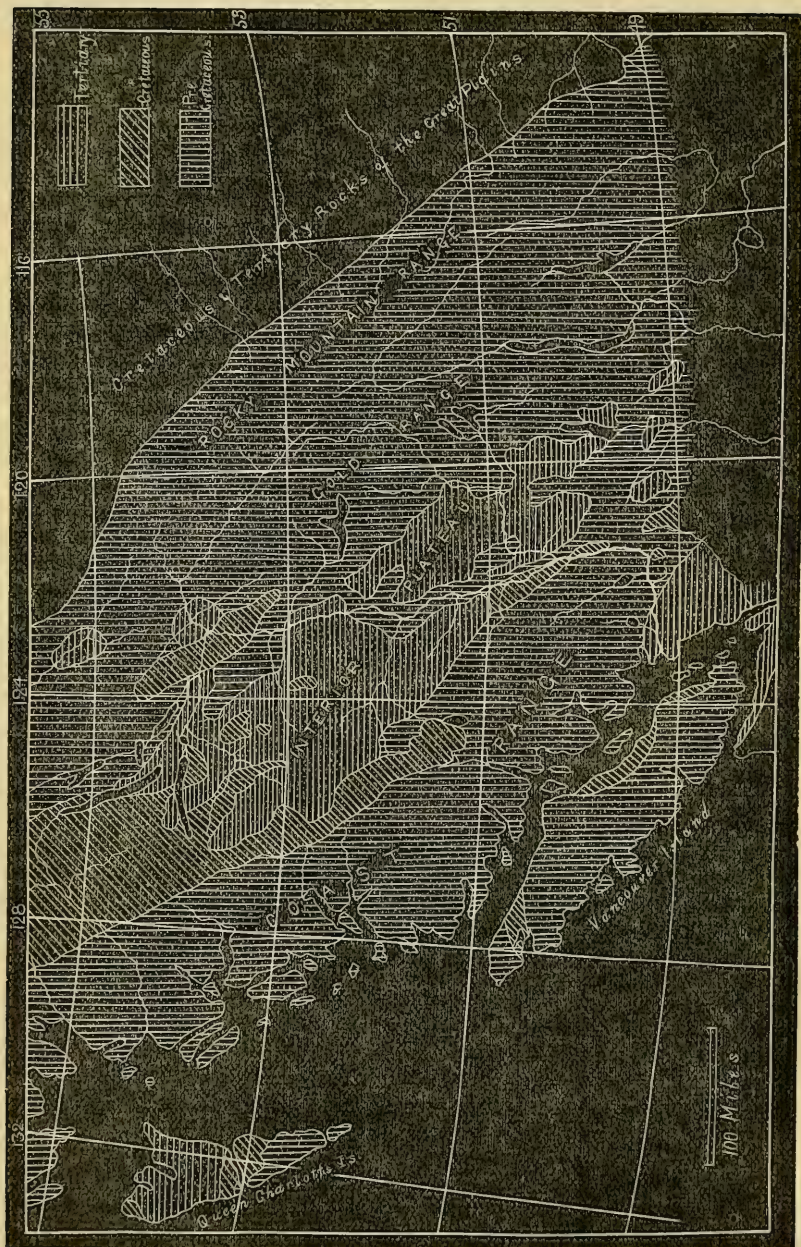 132
128
124
120
116
55
53
51
49
Tertiary
Cretaceous
Pre
Cretaceous
Cretaceous & Tertiary Rocks of the Great Plains
ROCKY MOUNTAIN RANGE
GOLD RANGE
INTERIOR PLATEAU
COAST RANGE
Vancouver Island
Queen Charlotte Is.
100 Miles